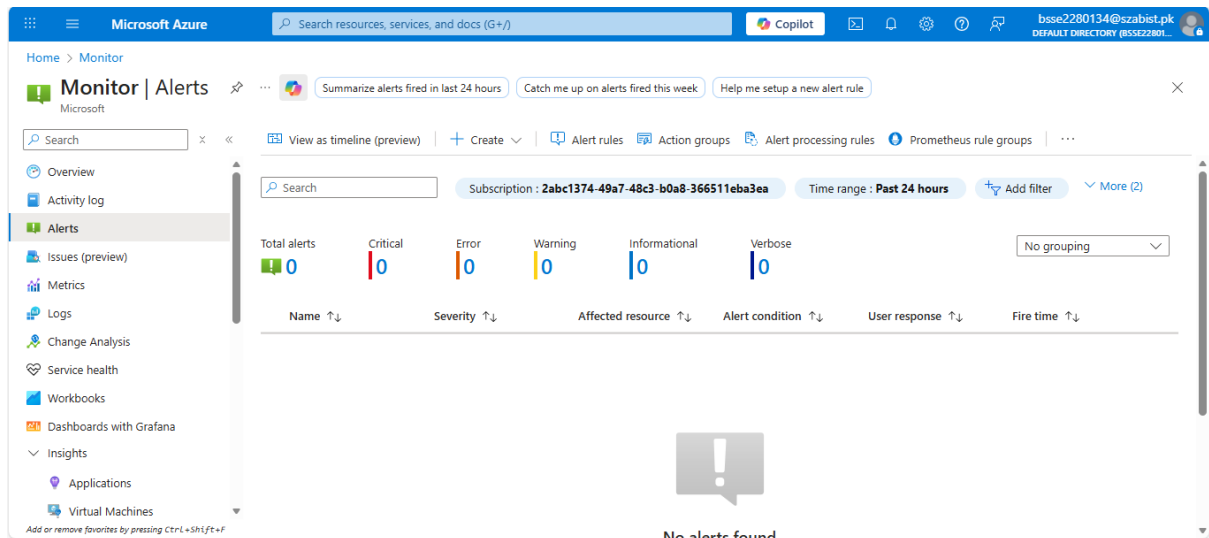 Microsoft Azure
Search resources, services, and docs (G+/)
Copilot
bsse2280134@szabist.pk
DEFAULT DIRECTORY (BSSE22801...
Home > Monitor
Monitor | Alerts
Microsoft
...
Summarize alerts fired in last 24 hours
Catch me up on alerts fired this week
Help me setup a new alert rule
Search
View as timeline (preview)
Create
Alert rules
Action groups
Alert processing rules
Prometheus rule groups
...
Overview
Activity log
Alerts
Issues (preview)
Metrics
Logs
Change Analysis
Service health
Workbooks
Dashboards with Grafana
Insights
Applications
Virtual Machines
Add or remove favorites by pressing Ctrl+Shift+F
Search
Subscription : 2abc1374-49a7-48c3-b0a8-366511eba3ea
Time range : Past 24 hours
Add filter
More (2)
Total alerts
0
Critical
0
Error
0
Warning
0
Informational
0
Verbose
0
No grouping
Name ↑↓ Severity ↑↓ Affected resource ↑↓ Alert condition ↑↓ User response ↑↓ Fire time ↑↓
No alerts found